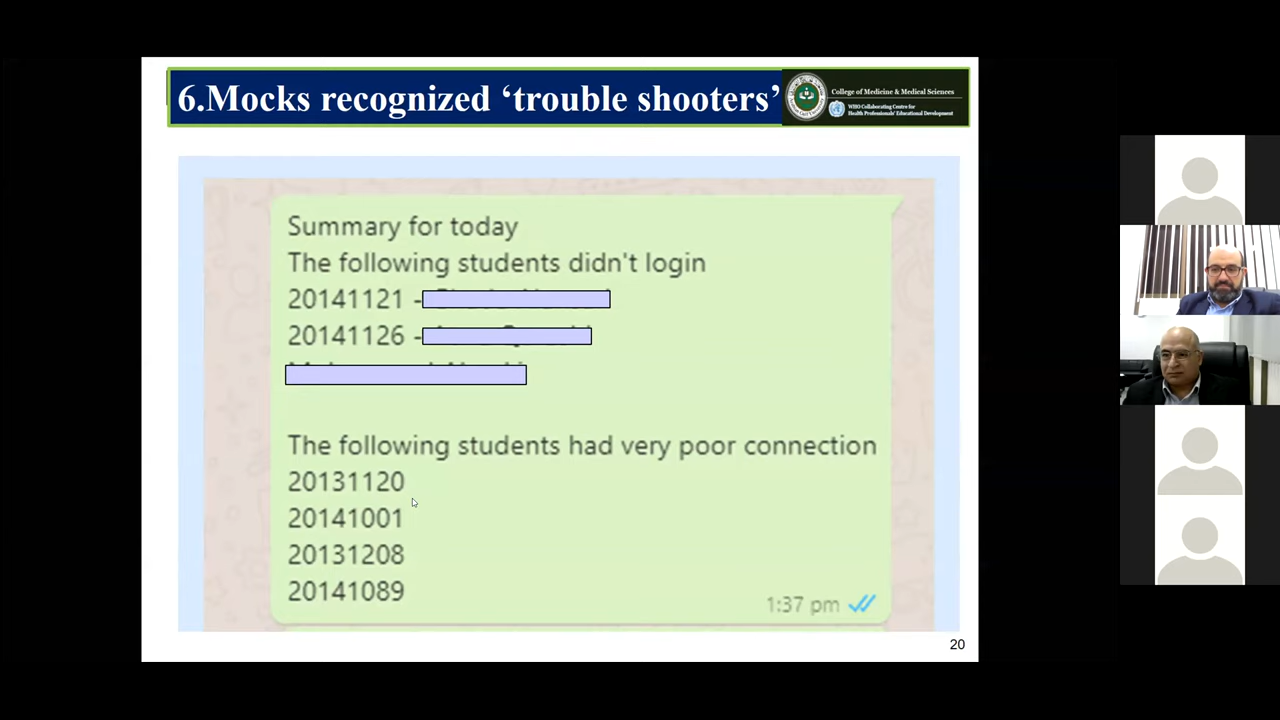 6.Mocks recognized ‘trouble shooters’
College of Medicine & Medical Sciences
WHO Collaborating Centre for
Health Professionals' Educational Development
Summary for today
The following students didn't login
20141121 -
20141126 -
The following students had very poor connection
20131120
20141001
20131208
20141089
1:37 pm
20